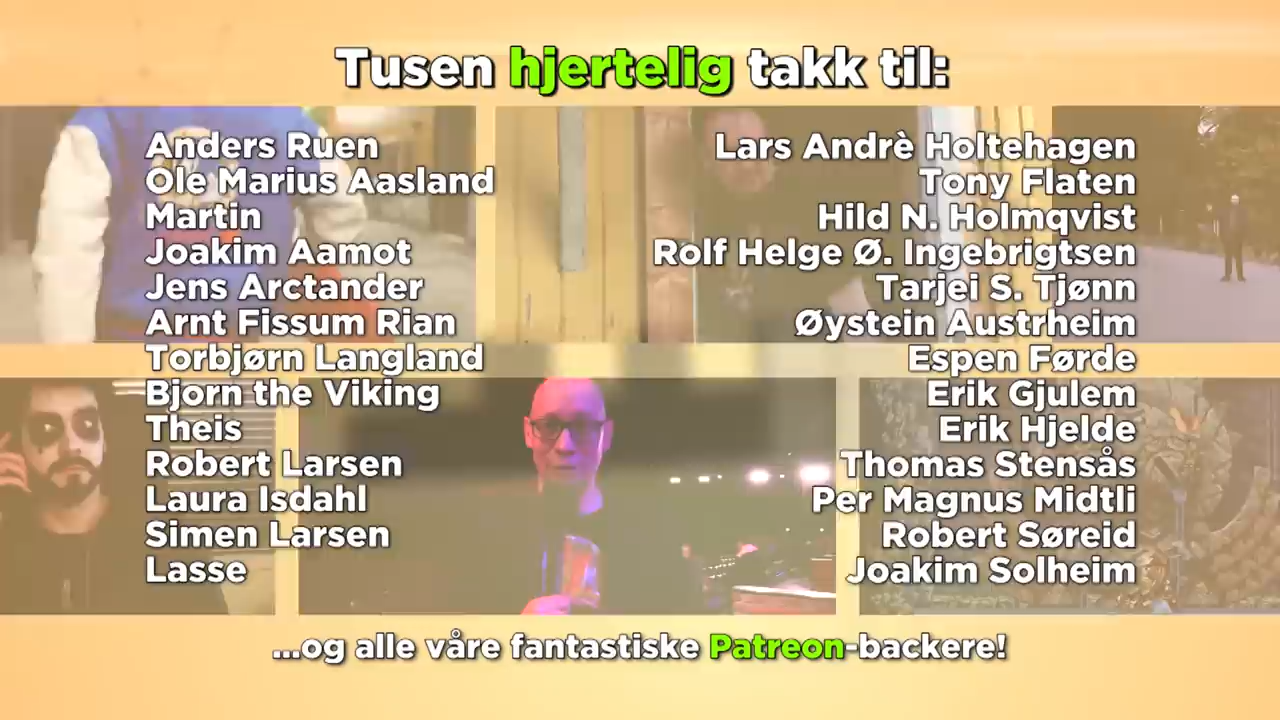 Tusen hjertelig takk til:
Anders Ruen
Ole Marius Aasland
Martin
Joakim Aamot
Jens Arctander
Arnt Fissum Rian
Torbjørn Langland
Bjorn the Viking
Theis
Robert Larsen
Laura Isdahl
Simen Larsen
Lasse
Lars Andrè Holtehagen
Tony Flaten
Hild N. Holmqvist
Rolf Helge Ø. Ingebrigtsen
Tarjei S. Tjønn
Øystein Austrheim
Espen Førde
Erik Gjulem
Erik Hjelde
Thomas Stensås
Per Magnus Midtli
Robert Søreid
Joakim Solheim
...og alle våre fantastiske Patreon-backere!